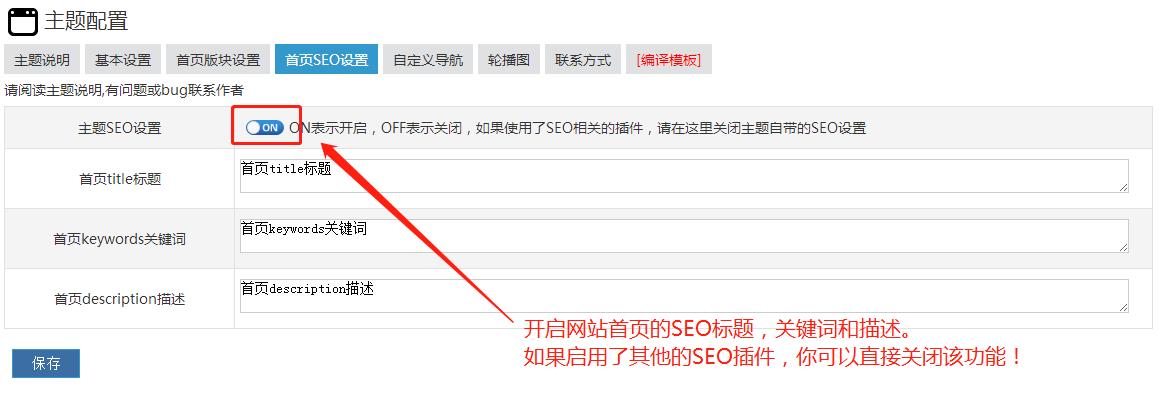 主题配置
主题说明 基本设置 首页版块设置 首页SEO设置 自定义导航 轮播图 联系方式 [编译模板]
请阅读主题说明,有问题或bug联系作者
主题SEO设置 ON ON表示开启，OFF表示关闭，如果使用了SEO相关的插件，请在这里关闭主题自带的SEO设置
首页title标题 首页title标题
首页keywords关键词 首页keywords关键词
首页description描述 首页description描述
开启网站首页的SEO标题，关键词和描述。
如果启用了其他的SEO插件，你可以直接关闭该功能！
保存